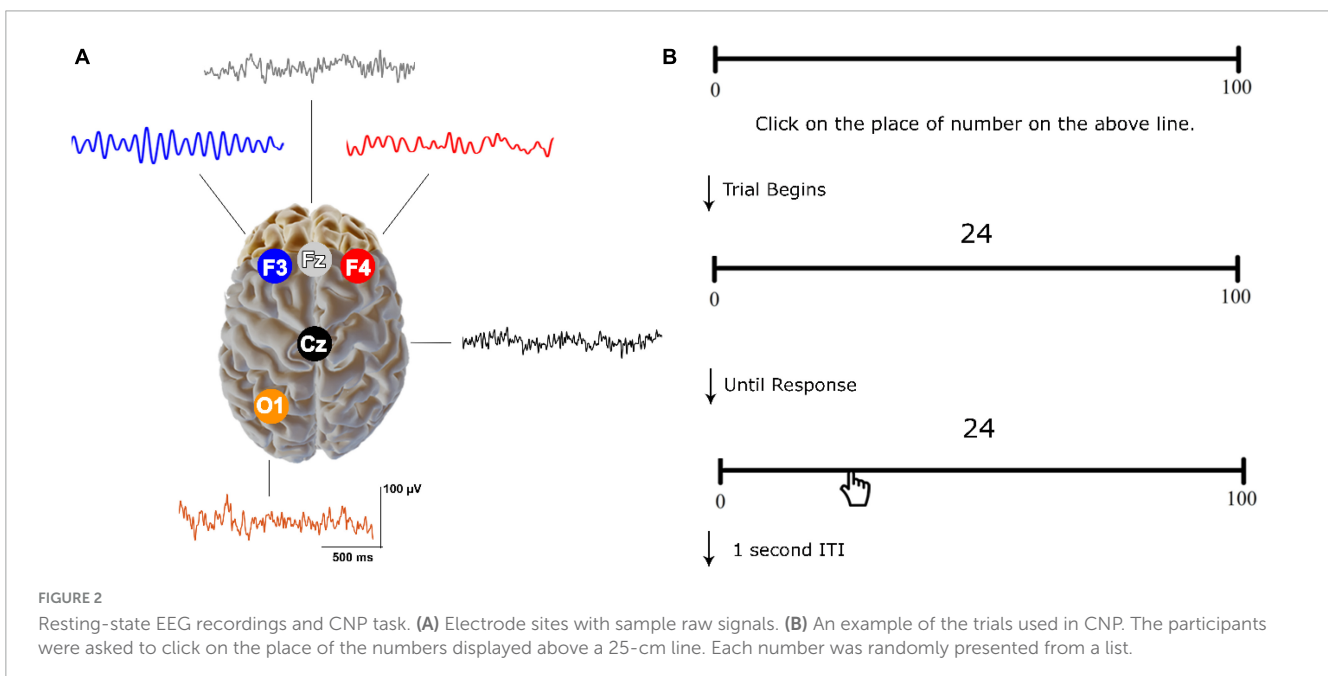 A
F3
Fz
F4
Cz
O1
100 µV
500 ms
B
0
100
Click on the place of number on the above line.
Trial Begins
24
0
100
Until Response
24
0
100
1 second ITI
FIGURE 2
Resting-state EEG recordings and CNP task. (A) Electrode sites with sample raw signals. (B) An example of the trials used in CNP. The participants
were asked to click on the place of the numbers displayed above a 25-cm line. Each number was randomly presented from a list.